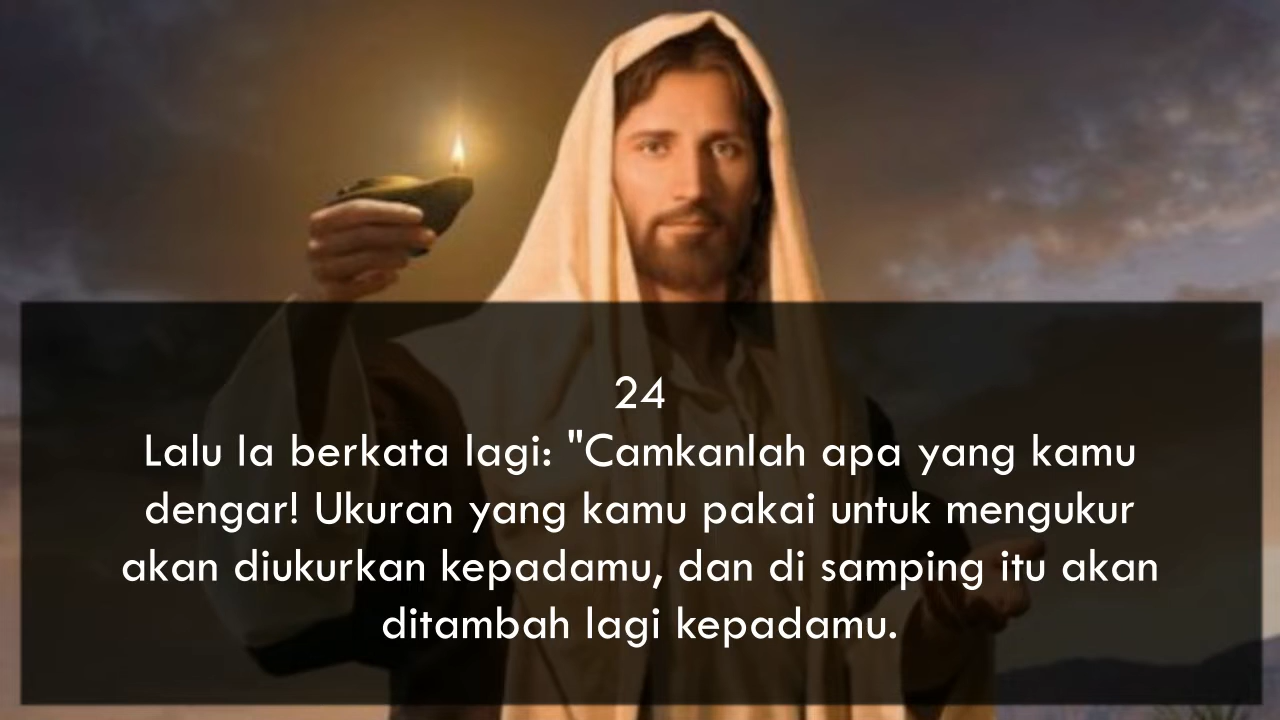 24
Lalu Ia berkata lagi: "Camkanlah apa yang kamu
dengar! Ukuran yang kamu pakai untuk mengukur
akan diukurkan kepadamu, dan di samping itu akan
ditambah lagi kepadamu.